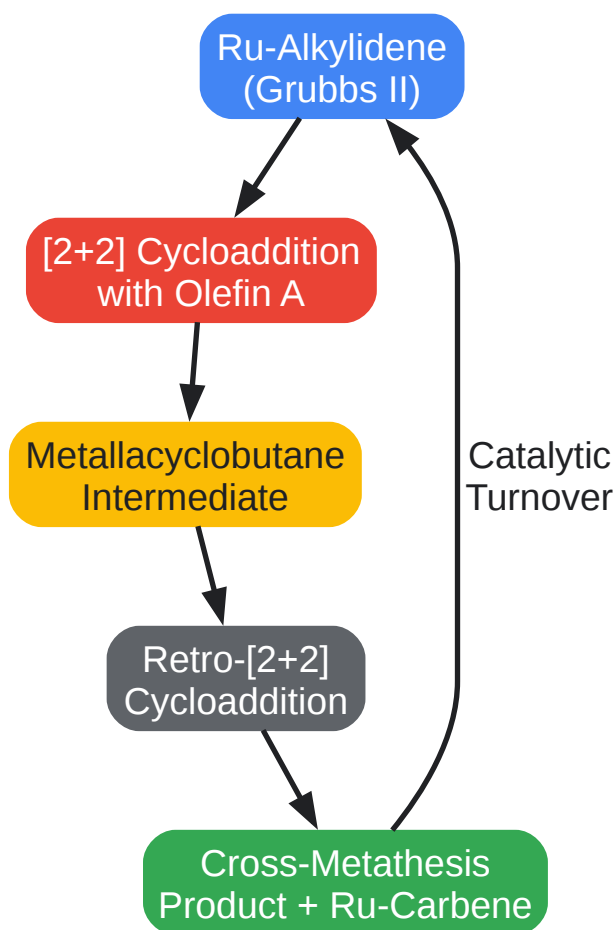 Ru-Alkylidene
(Grubbs II)
[2+2] Cycloaddition
with Olefin A
Metallacyclobutane
Intermediate
Catalytic
Turnover
Retro-[2+2]
Cycloaddition
Cross-Metathesis
Product + Ru-Carbene